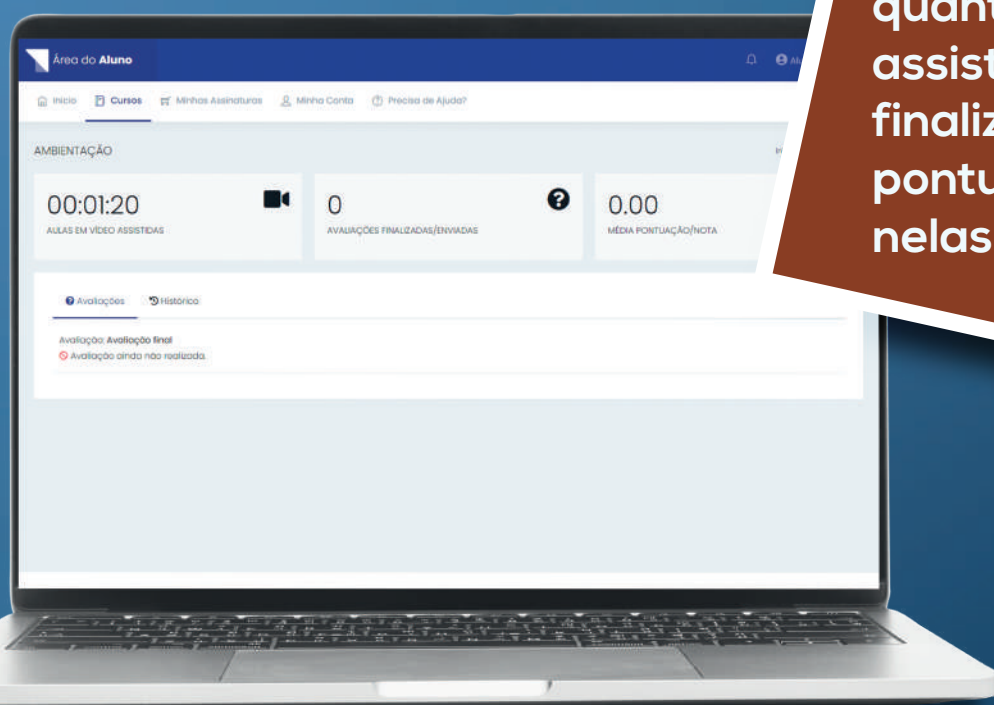 Área do Aluno
Início Cursos Minhas Assinaturas Minha Conta Precisa de Ajuda?
AMBIENTAÇÃO
00:01:20
AULAS EM VÍDEO ASSISTIDAS
0
AVALIAÇÕES FINALIZADAS/ENVIADAS
0.00
MÉDIA PONTUAÇÃO/NOTA
Avaliações Histórico
Avaliação: Avaliação final
Avaliação ainda não realizada.
quant
assist
finaliz
pontu
nelas